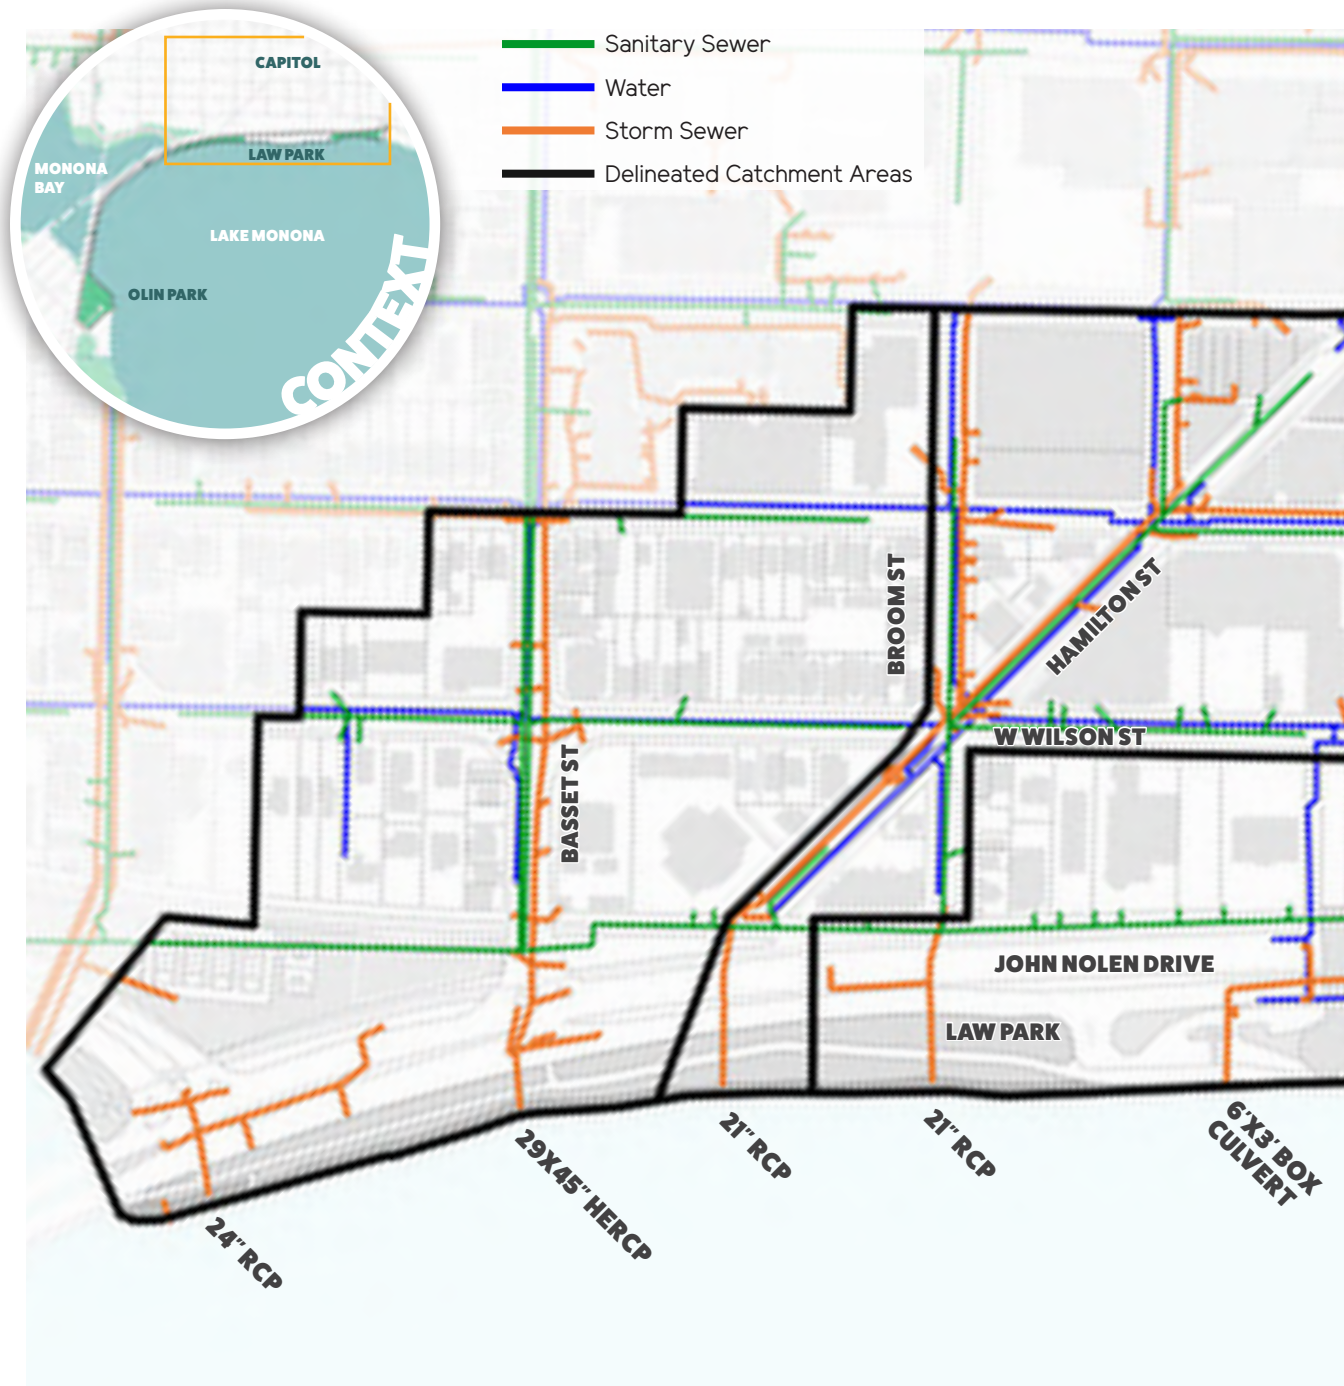 CAPITOL
LAW PARK
MONONA
BAY
LAKE MONONA
OLIN PARK
CONTEXT
Sanitary Sewer
Water
Storm Sewer
Delineated Catchment Areas
BROOM ST
HAMILTON ST
W WILSON ST
BASSET ST
JOHN NOLEN DRIVE
LAW PARK
24” RCP
29X45” HERCP
21” RCP
21” RCP
6’X3’ BOX
CULVERT